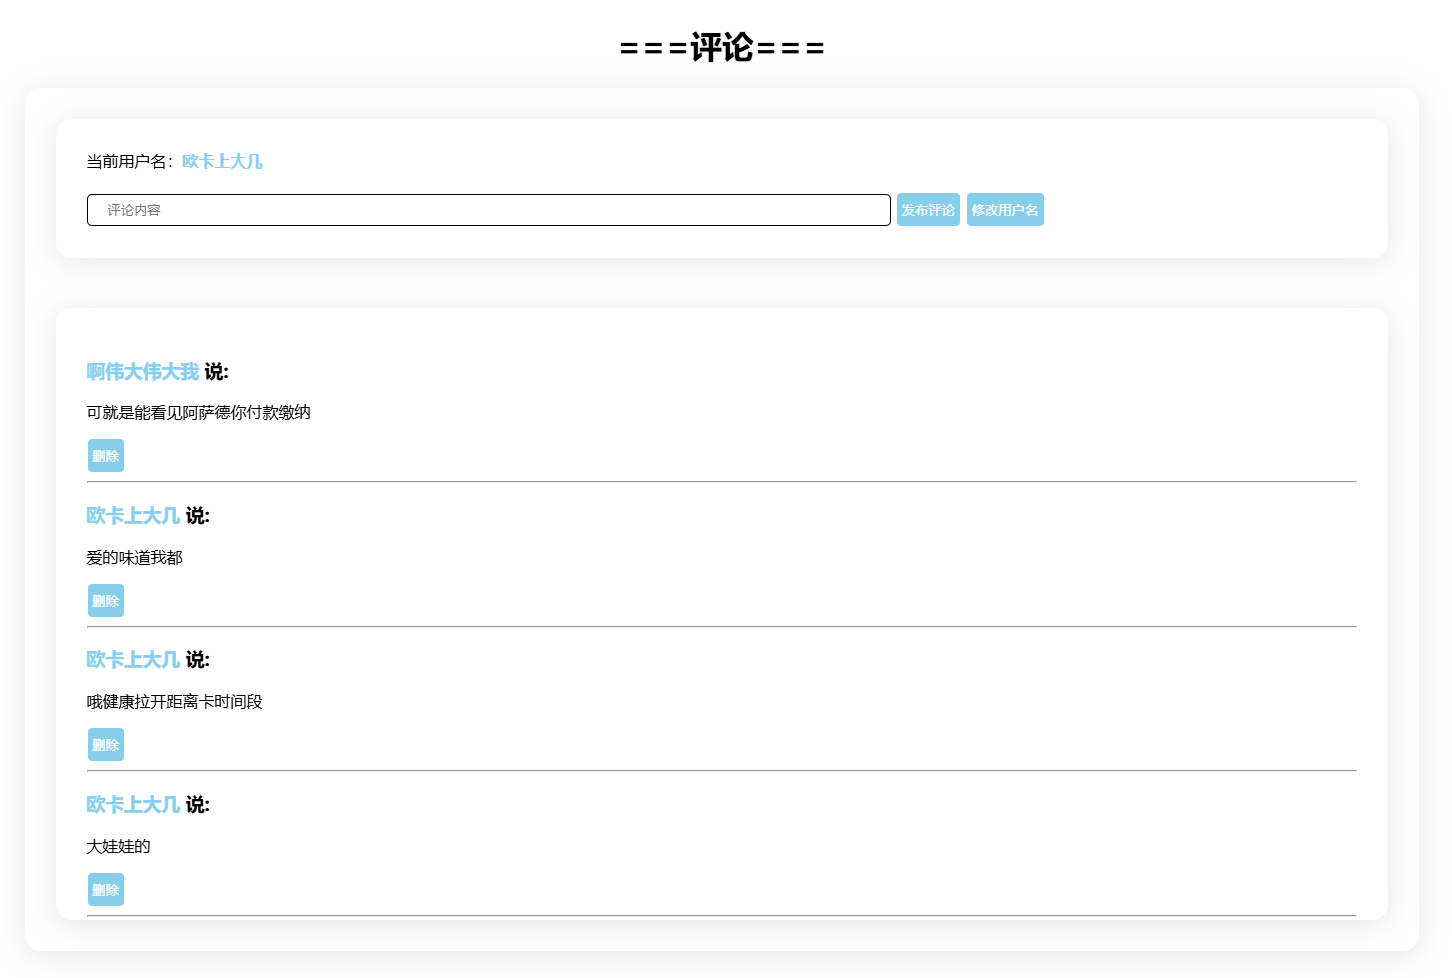 ===评论===
当前用户名：欧卡上大几
评论内容 发布评论 修改用户名
啊伟大伟大我 说:
可就是能看见阿萨德你付款缴纳
删除
欧卡上大几 说:
爱的味道我都
删除
欧卡上大几 说:
哦健康拉开距离卡时间段
删除
欧卡上大几 说:
大娃娃的
删除